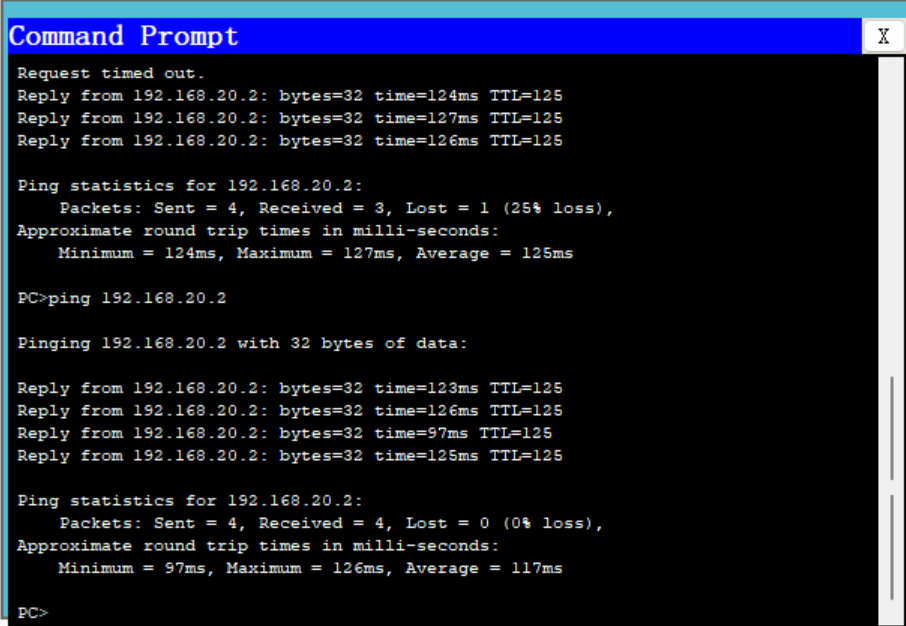 Command Prompt
X
Request timed out.
Reply from 192.168.20.2: bytes=32 time=124ms TTL=125
Reply from 192.168.20.2: bytes=32 time=127ms TTL=125
Reply from 192.168.20.2: bytes=32 time=126ms TTL=125
Ping statistics for 192.168.20.2:
Packets: Sent = 4, Received = 3, Lost = 1 (25% loss),
Approximate round trip times in milli-seconds:
Minimum = 124ms, Maximum = 127ms, Average = 125ms
PC>ping 192.168.20.2
Pinging 192.168.20.2 with 32 bytes of data:
Reply from 192.168.20.2: bytes=32 time=123ms TTL=125
Reply from 192.168.20.2: bytes=32 time=126ms TTL=125
Reply from 192.168.20.2: bytes=32 time=97ms TTL=125
Reply from 192.168.20.2: bytes=32 time=125ms TTL=125
Ping statistics for 192.168.20.2:
Packets: Sent = 4, Received = 4, Lost = 0 (0% loss),
Approximate round trip times in milli-seconds:
Minimum = 97ms, Maximum = 126ms, Average = 117ms
PC>